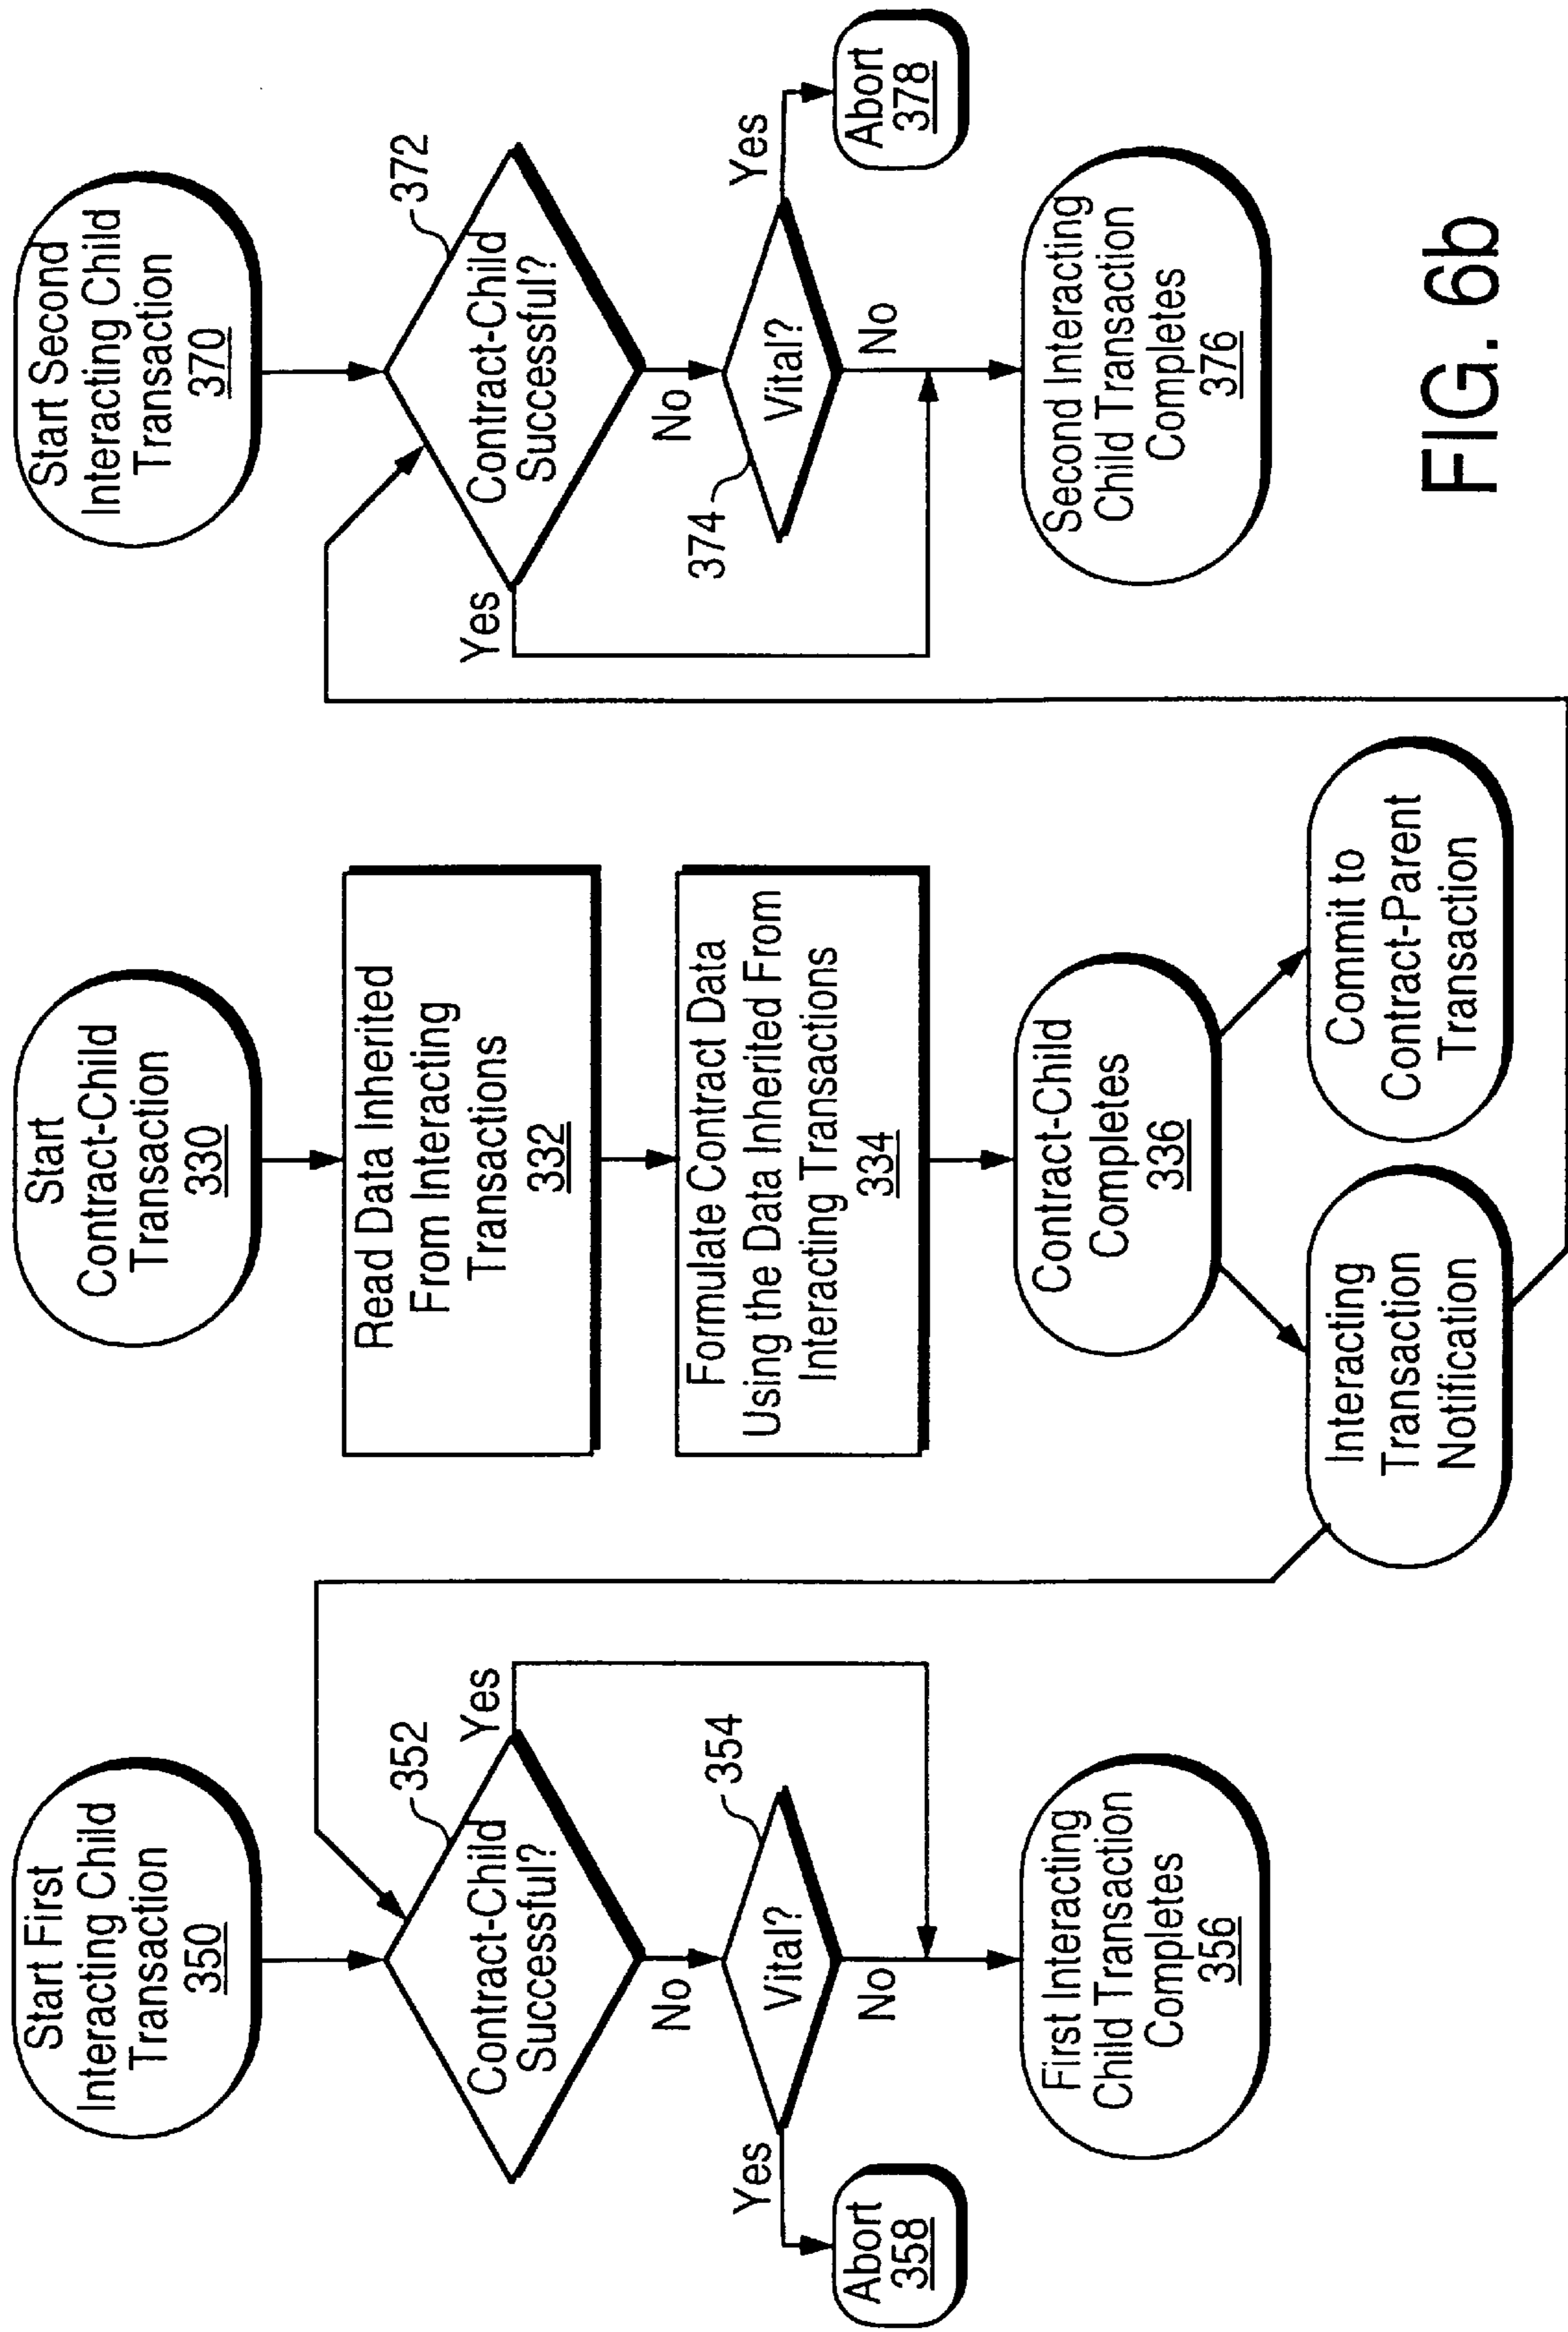 Start First
Interacting Child
Transaction
350
352
Contract-Child
Successful?
Yes
No
354
Vital?
Yes
No
Abort
358
First Interacting
Child Transaction
Completes
356
Start
Contract-Child
Transaction
330
Read Data Inherited
From Interacting
Transactions
332
Formulate Contract Data
Using the Data Inherited From
Interacting Transactions
334
Contract-Child
Completes
336
Interacting
Transaction
Notification
Commit to
Contract-Parent
Transaction
Start Second
Interacting Child
Transaction
370
372
Contract-Child
Successful?
Yes
No
374
Vital?
Yes
No
Abort
378
Second Interacting
Child Transaction
Completes
376
FIG. 6b